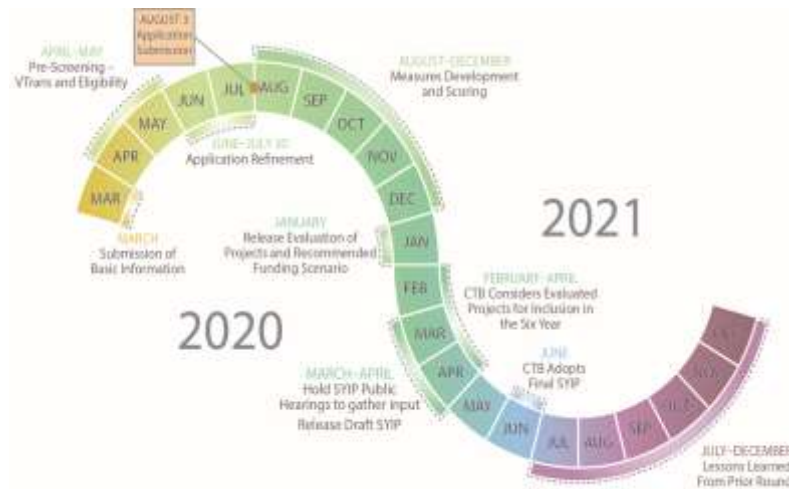 AUGUST 3
Application
Submission
APRIL–MAY
Pre-Screening –
VTrans and Eligibility
AUGUST–DECEMBER
Measures Development
and Scoring
MAR
APR
MAY
JUN
JUL
AUG
SEP
OCT
NOV
DEC
JAN
FEB
MAR
APR
MAY
JUN
JUL
AUG
SEP
NOV
JUNE–JULY
Application Refinement
MARCH
Submission of
Basic Information
JANUARY
Release Evaluation of
Projects and Recommended
Funding Scenario
2020
2021
FEBRUARY–APRIL
CTB Considers Evaluated
Projects for Inclusion in
the Six Year
MARCH–APRIL
Hold SYIP Public
Hearings to gather input
Release Draft SYIP
JUNE
CTB Adopts
Final SYIP
JULY–DECEMBER
Lessons Learned
From Prior Round